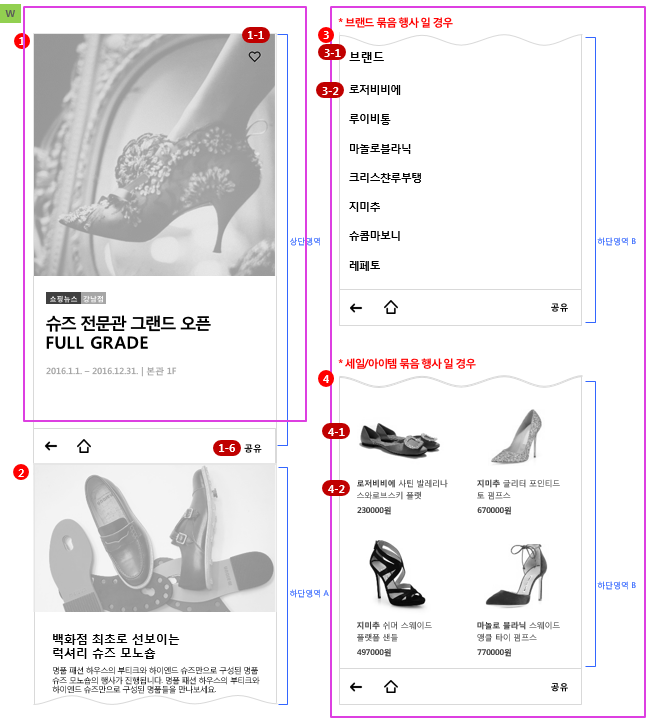 W
1
1-1
상단영역
쇼핑뉴스 강남점
슈즈 전문관 그랜드 오픈
FULL GRADE
2016.1.1. – 2016.12.31. | 본관 1F
1-6 공유
2
하단영역 A
백화점 최초로 선보이는
럭셔리 슈즈 모노숍
명품 패션 하우스의 부티크와 하이엔드 슈즈만으로 구성된 명품
슈즈 모노숍의 행사가 진행됩니다. 명품 패션 하우스의 부티크와
하이엔드 슈즈만으로 구성된 명품들을 만나보세요.
* 브랜드 묶음 행사 일 경우
3
3-1 브랜드
3-2 로저비비에
루이비통
마놀로블라닉
크리스챤루부탱
지미추
슈콤마보니
레페토
하단영역 B
공유
* 세일/아이템 묶음 행사 일 경우
4
4-1
4-2
로저비비에 사틴 발레리나
스와로브스키 플랫
230000원
지미추 글리터 포인티드
토 펌프스
670000원
하단영역 B
지미추 쉬머 스웨이드
플랫폼 샌들
497000원
마놀로 블라닉 스웨이드
앵클 타이 펌프스
770000원
공유